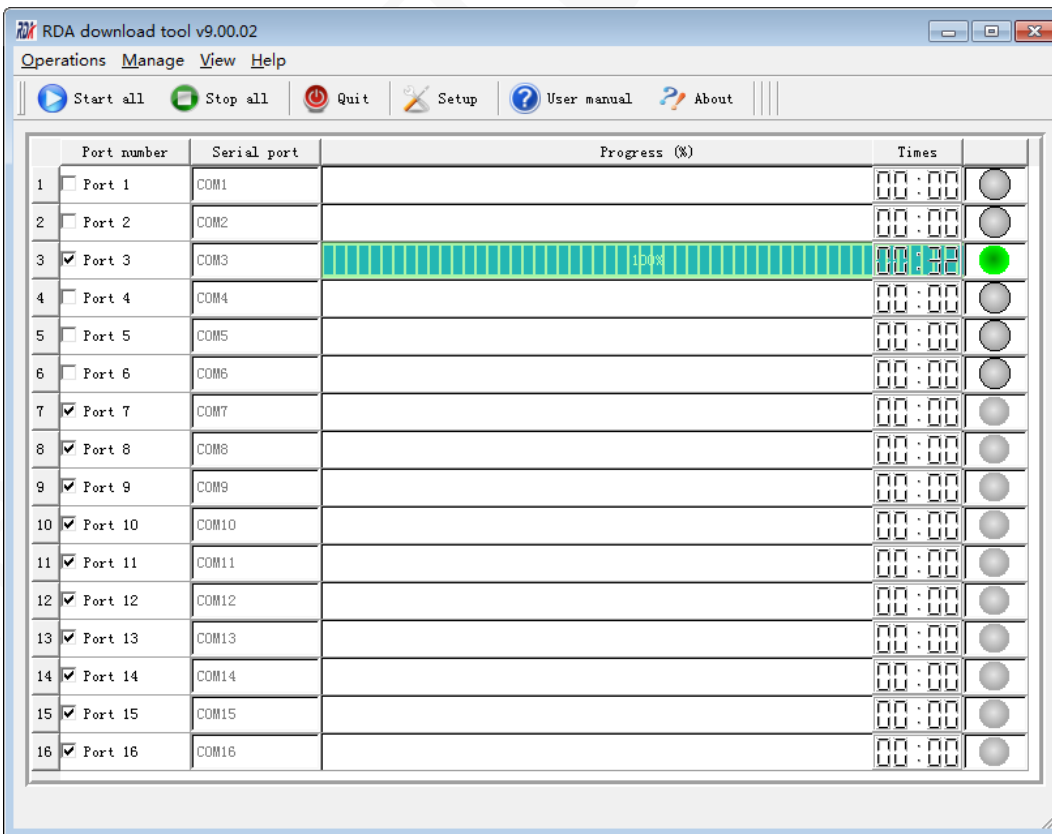 RDA download tool v9.00.02
Operations Manage View Help
Start all Stop all Quit Setup User manual About
Port number Serial port Progress (%) Times
1 Port 1 COM1 00:00
2 Port 2 COM2 00:00
3 Port 3 COM3 100% 00:32
4 Port 4 COM4 00:00
5 Port 5 COM5 00:00
6 Port 6 COM6 00:00
7 Port 7 COM7 00:00
8 Port 8 COM8 00:00
9 Port 9 COM9 00:00
10 Port 10 COM10 00:00
11 Port 11 COM11 00:00
12 Port 12 COM12 00:00
13 Port 13 COM13 00:00
14 Port 14 COM14 00:00
15 Port 15 COM15 00:00
16 Port 16 COM16 00:00